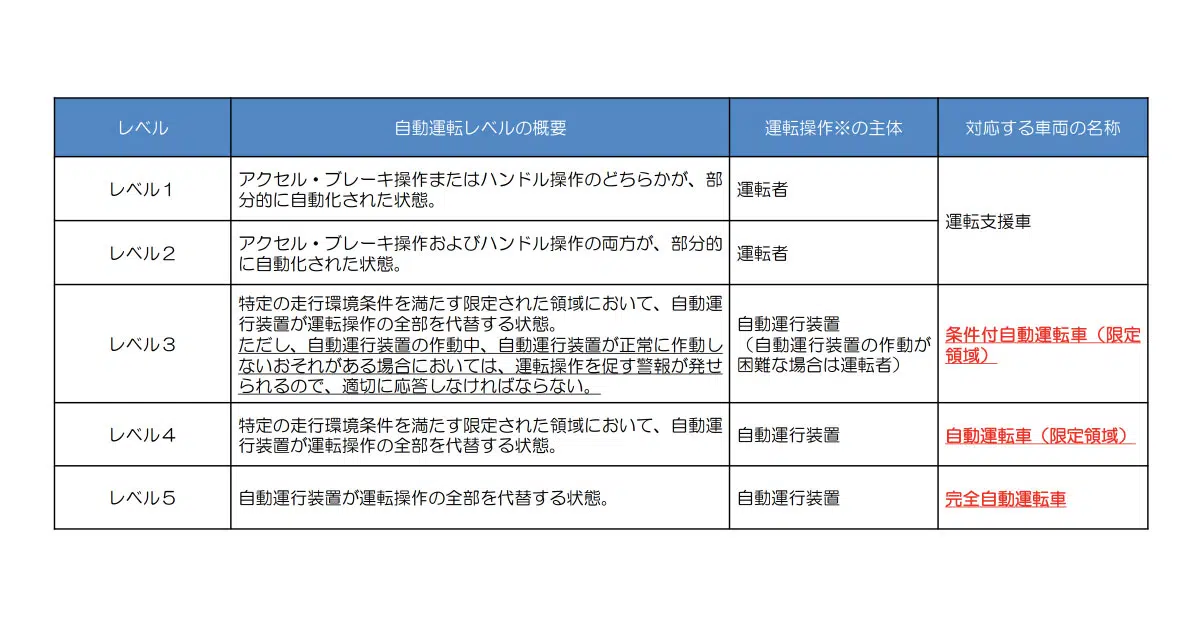 レベル
自動運転レベルの概要
運転操作※の主体
対応する車両の名称
レベル1
アクセル・ブレーキ操作またはハンドル操作のどちらかが、部
分的に自動化された状態。
運転者
運転支援車
レベル2
アクセル・ブレーキ操作およびハンドル操作の両方が、部分的
に自動化された状態。
運転者
レベル3
特定の走行環境条件を満たす限定された領域において、自動運
行装置が運転操作の全部を代替する状態。
ただし、自動運行装置の作動中、自動運行装置が正常に作動し
ないおそれがある場合においては、運転操作を促す警報が発せ
られるので、適切に応答しなければならない。
自動運行装置
（自動運行装置の作動が
困難な場合は運転者）
条件付自動運転車（限定
領域）
レベル4
特定の走行環境条件を満たす限定された領域において、自動運
行装置が運転操作の全部を代替する状態。
自動運行装置
自動運転車（限定領域）
レベル5
自動運行装置が運転操作の全部を代替する状態。
自動運行装置
完全自動運転車